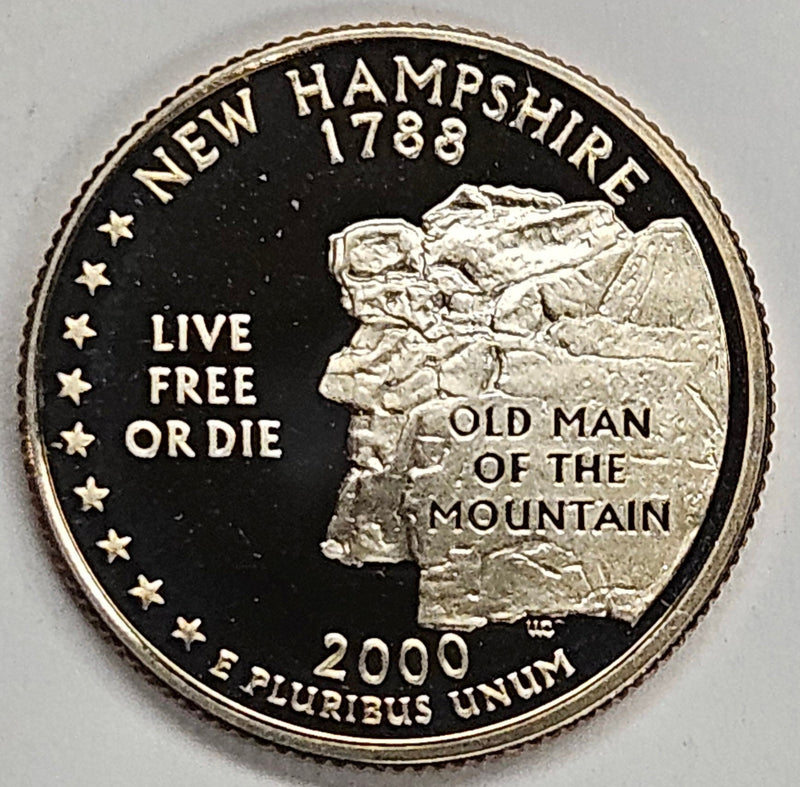 NEW HAMPSHIRE
1788
LIVE
FREE
OR DIE
OLD MAN
OF THE
MOUNTAIN
2000
E PLURIBUS UNUM